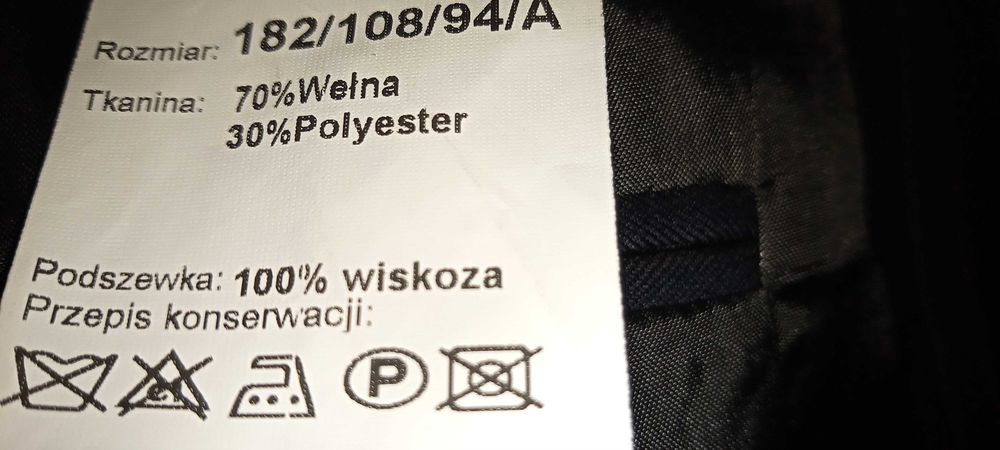 Rozmiar: 182/108/94/A
Tkanina: 70%Wełna
30%Polyester
Podszewka: 100% wiskoza
Przepis konserwacji:
P